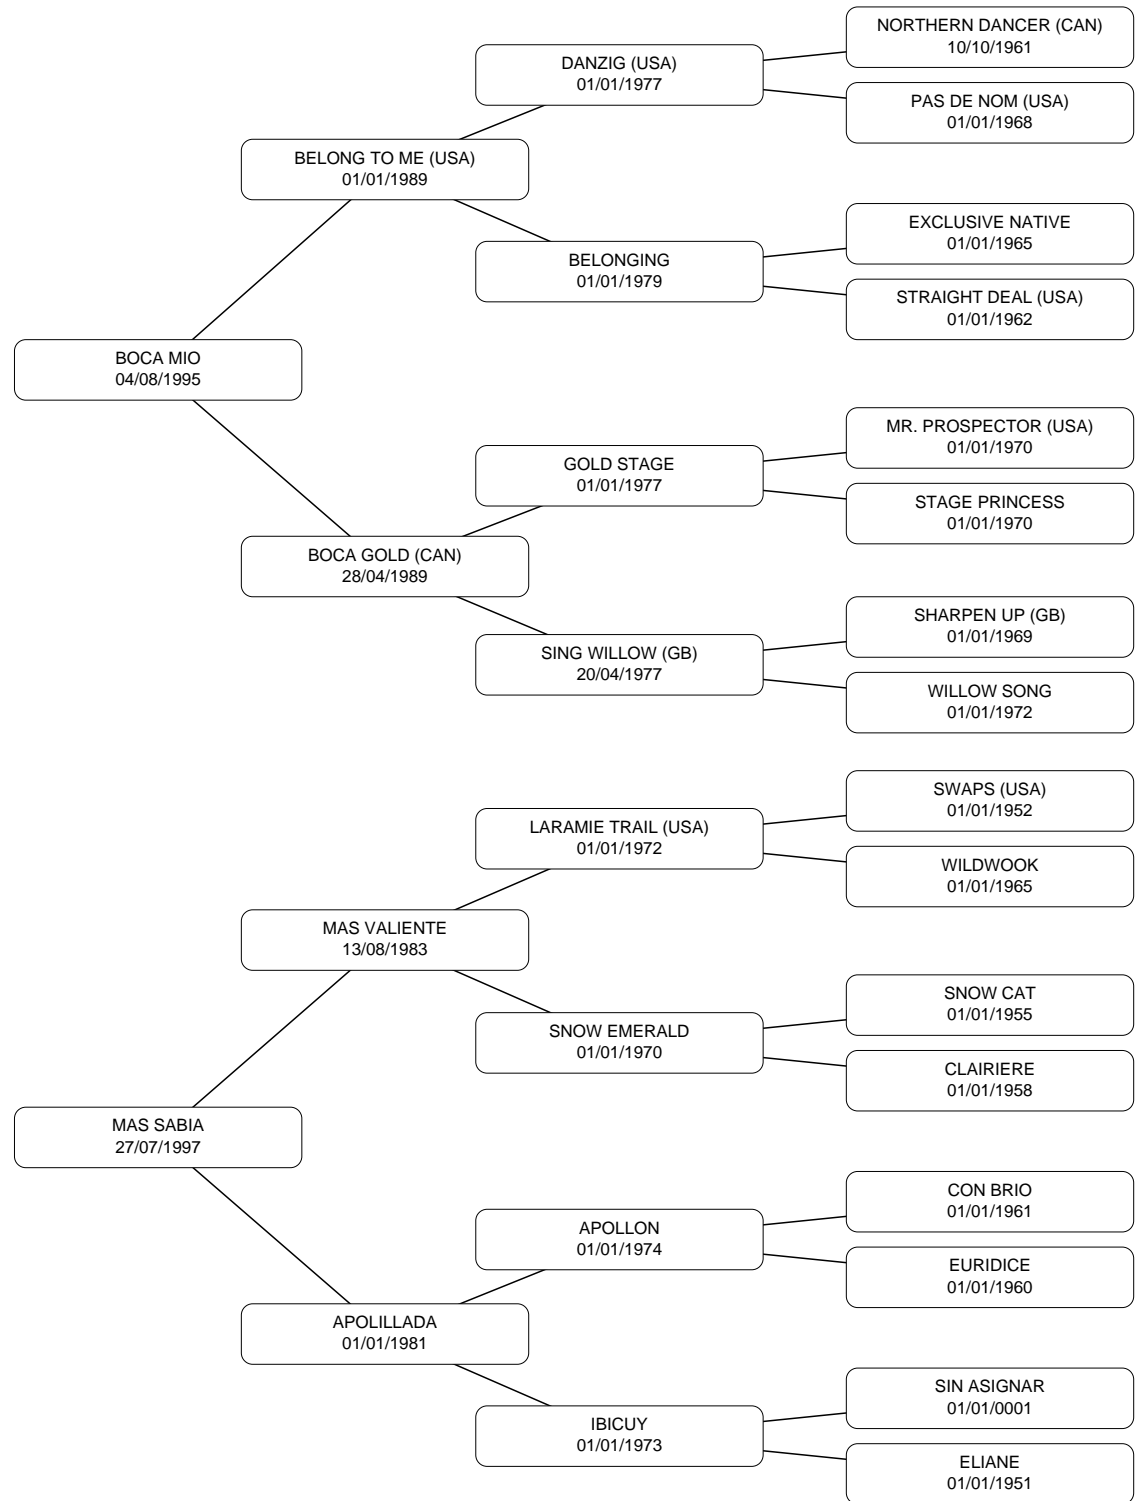 NORTHERN DANCER (CAN)
10/10/1961
DANZIG (USA)
01/01/1977
PAS DE NOM (USA)
01/01/1968
BELONG TO ME (USA)
01/01/1989
EXCLUSIVE NATIVE
01/01/1965
BELONGING
01/01/1979
STRAIGHT DEAL (USA)
01/01/1962
BOCA MIO
04/08/1995
MR. PROSPECTOR (USA)
01/01/1970
GOLD STAGE
01/01/1977
STAGE PRINCESS
01/01/1970
BOCA GOLD (CAN)
28/04/1989
SHARPEN UP (GB)
01/01/1969
SING WILLOW (GB)
20/04/1977
WILLOW SONG
01/01/1972
SWAPS (USA)
01/01/1952
LARAMIE TRAIL (USA)
01/01/1972
WILDWOOK
01/01/1965
MAS VALIENTE
13/08/1983
SNOW CAT
01/01/1955
SNOW EMERALD
01/01/1970
CLAIRIERE
01/01/1958
MAS SABIA
27/07/1997
CON BRIO
01/01/1961
APOLLON
01/01/1974
EURIDICE
01/01/1960
APOLILLADA
01/01/1981
SIN ASIGNAR
01/01/0001
IBICUY
01/01/1973
ELIANE
01/01/1951